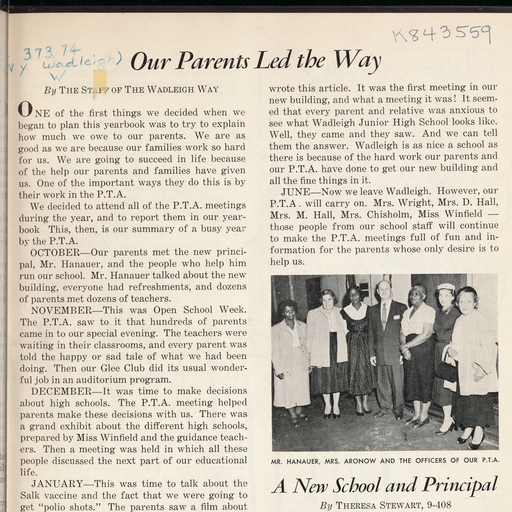 K843559
373.74
N.Y. Wadleigh)
W
Our Parents Led the Way
By THE STAFF OF THE WADLEIGH WAY
ONE of the first things we decided when we
began to plan this yearbook was to try to explain
how much we owe to our parents. We are as
good as we are because our families work so hard
for us. We are going to succeed in life because
of the help our parents and families have given
us. One of the important ways they do this is by
their work in the P.T.A.
We decided to attend all of the P.T.A. meetings
during the year, and to report them in our year-
book This, then, is our summary of a busy year
by the P.T.A.
OCTOBER—Our parents met the new princi-
pal, Mr. Hanauer, and the people who help him
run our school. Mr. Hanauer talked about the new
building, everyone had refreshments, and dozens
of parents met dozens of teachers.
NOVEMBER—This was Open School Week.
The P.T.A. saw to it that hundreds of parents
came in to our special evening. The teachers were
waiting in their classrooms, and every parent was
told the happy or sad tale of what we had been
doing. Then our Glee Club did its usual wonder-
ful job in an auditorium program.
DECEMBER—It was time to make decisions
about high schools. The P.T.A. meeting helped
parents make these decisions with us. There was
a grand exhibit about the different high schools,
prepared by Miss Winfield and the guidance teach-
ers. Then a meeting was held in which all these
people discussed the next part of our educational
life.
JANUARY—This was time to talk about the
Salk vaccine and the fact that we were going to
get "polio shots." The parents saw a film about
wrote this article. It was the first meeting in our
new building, and what a meeting it was! It seem-
ed that every parent and relative was anxious to
see what Wadleigh Junior High School looks like.
Well, they came and they saw. And we can tell
them the answer. Wadleigh is as nice a school as
there is because of the hard work our parents and
our P.T.A. have done to get our new building and
all the fine things in it.
JUNE—Now we leave Wadleigh. However, our
P.T.A. will carry on. Mrs. Wright, Mrs. D. Hall,
Mrs. M. Hall, Mrs. Chisholm, Miss Winfield —
those people from our school staff will continue
to make the P.T.A. meetings full of fun and in-
formation for the parents whose only desire is to
help us.
MR. HANAUER, MRS. ARONOW AND THE OFFICERS OF OUR P.T.A.
A New School and Principal
By THERESA STEWART, 9-408